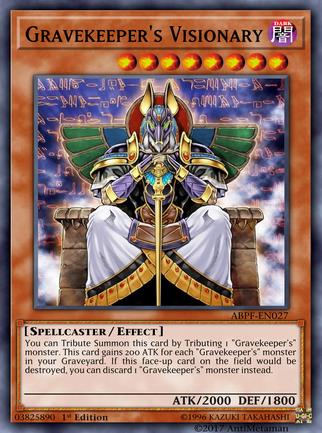 GRAVEKEEPER'S VISIONARY
DARK
闇
ABPF-EN027
[SPELLCASTER / EFFECT]
You can Tribute Summon this card by Tributing 1 "Gravekeeper's"
monster. This card gains 200 ATK for each "Gravekeeper's" monster
in your Graveyard. If this face-up card on the field would be
destroyed, you can discard 1 "Gravekeeper's" monster instead.
ATK/2000 DEF/1800
03825890 1st Edition ©1996 KAZUKI TAKAHASHI
©2017 AntiMetaman